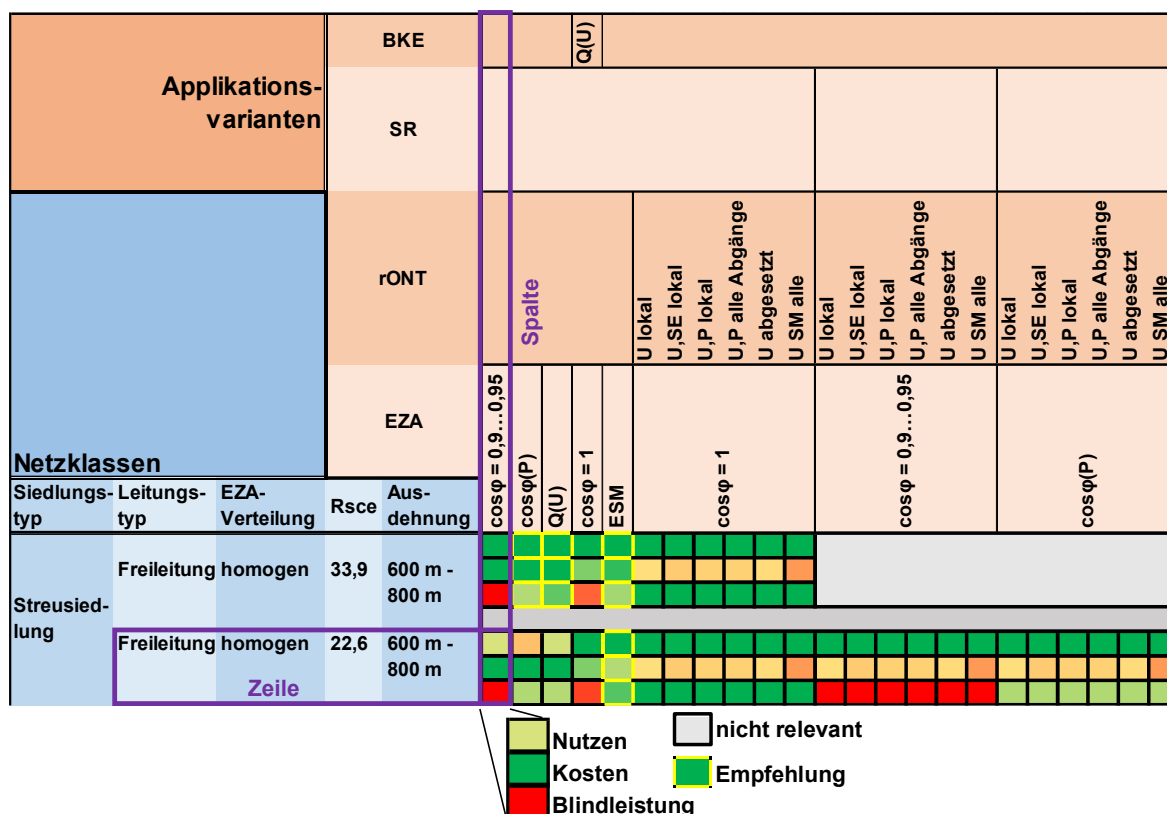 BKE
Q(U)
Applikations-
varianten
SR
rONT
Spalte
U lokal
U,SE lokal
U,P lokal
U,P alle Abgänge
U abgesetzt
U SM alle
U lokal
U,SE lokal
U,P lokal
U,P alle Abgänge
U abgesetzt
U SM alle
U lokal
U,SE lokal
U,P lokal
U,P alle Abgänge
U abgesetzt
U SM alle
EZA
cosφ = 0,9…0,95
cosφ(P)
Q(U)
cosφ = 1
ESM
cosφ = 1
cosφ = 0,9…0,95
cosφ(P)
Netzklassen
Siedlungs-
typ
Leitungs-
typ
EZA-
Verteilung
Rsce
Aus-
dehnung
Streusied-
lung
Freileitung homogen 33,9 600 m -
800 m
Freileitung homogen 22,6 600 m -
800 m
Zeile
Nutzen
Kosten
Blindleistung
nicht relevant
Empfehlung